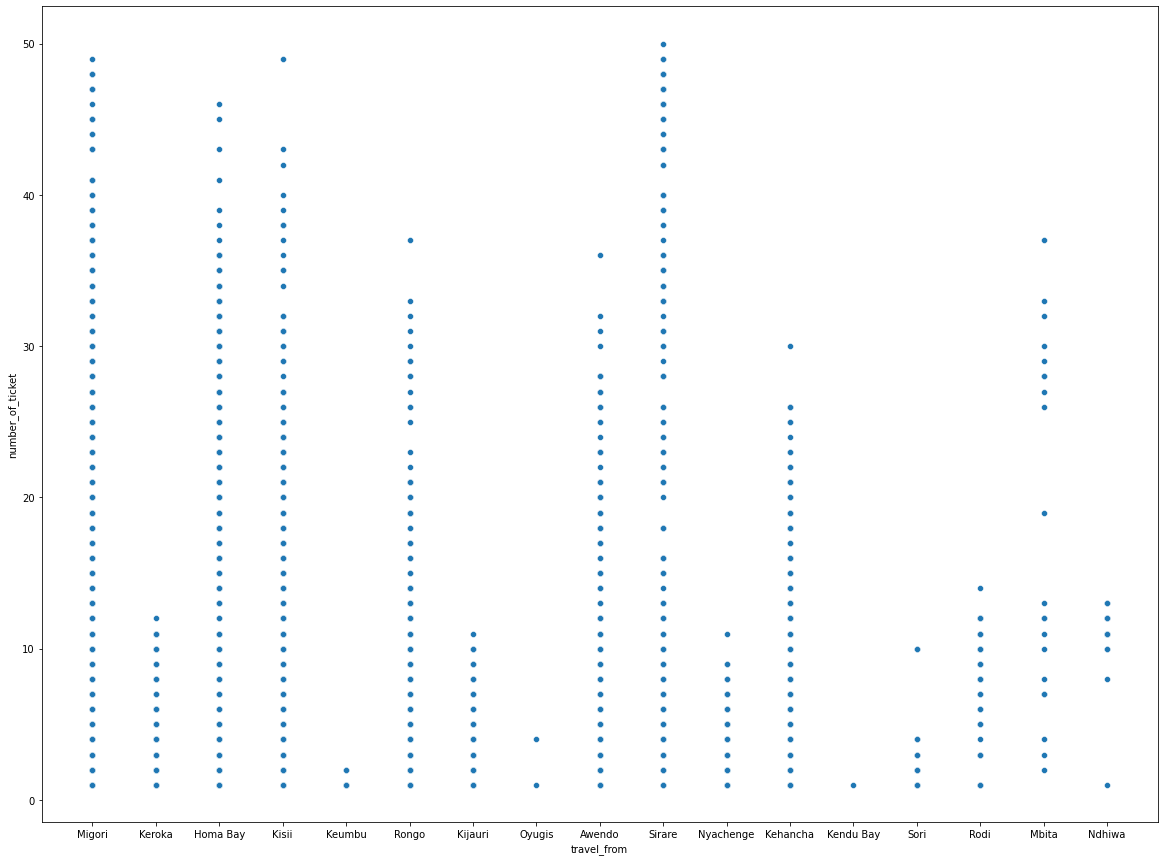 number_of_ticket
50
40
30
20
10
0
Migori Keroka Homa Bay Kisii Keumbu Rongo Kijauri Oyugis Awendo Sirare Nyachenge Kehancha Kendu Bay Sori Rodi Mbita Ndhiwa
travel_from